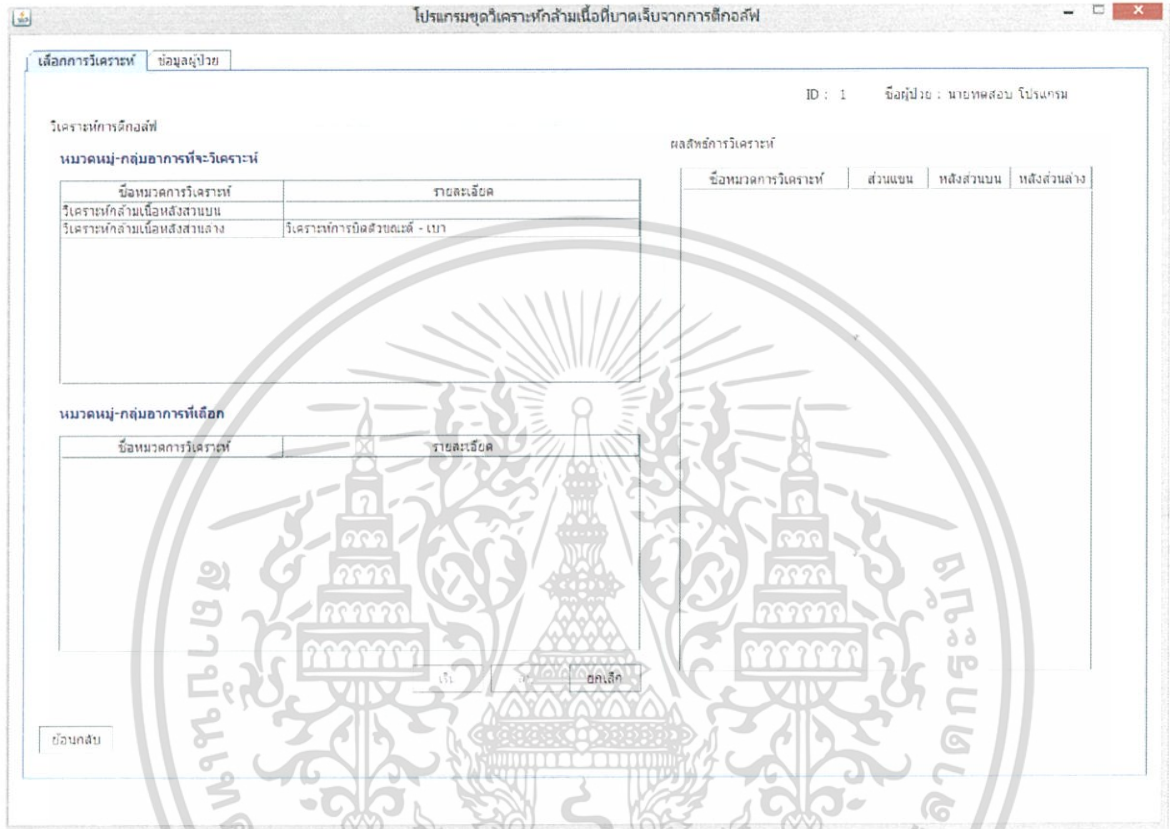 โปรแกรมชุดวิเคราะห์กล้ามเนื้อที่บาดเจ็บจากการตีกอล์ฟ
เลือกการวิเคราะห์ ข้อมูลผู้ป่วย
ID : 1 ชื่อผู้ป่วย : นายทดสอบ โปรแกรม
วิเคราะห์การตีกอล์ฟ
หมวดหมู่-กลุ่มอาการที่จะวิเคราะห์
ชื่อหมวดการวิเคราะห์ รายละเอียด
วิเคราะห์กล้ามเนื้อหลังส่วนบน
วิเคราะห์กล้ามเนื้อหลังส่วนล่าง วิเคราะห์การบิดตัวขณะตี - เบา
หมวดหมู่-กลุ่มอาการที่เลือก
ชื่อหมวดการวิเคราะห์ รายละเอียด
ยกเลิก
ย้อนกลับ
ผลลัพธ์การวิเคราะห์
ชื่อหมวดการวิเคราะห์ ส่วนแขน หลังส่วนบน หลังส่วนล่าง